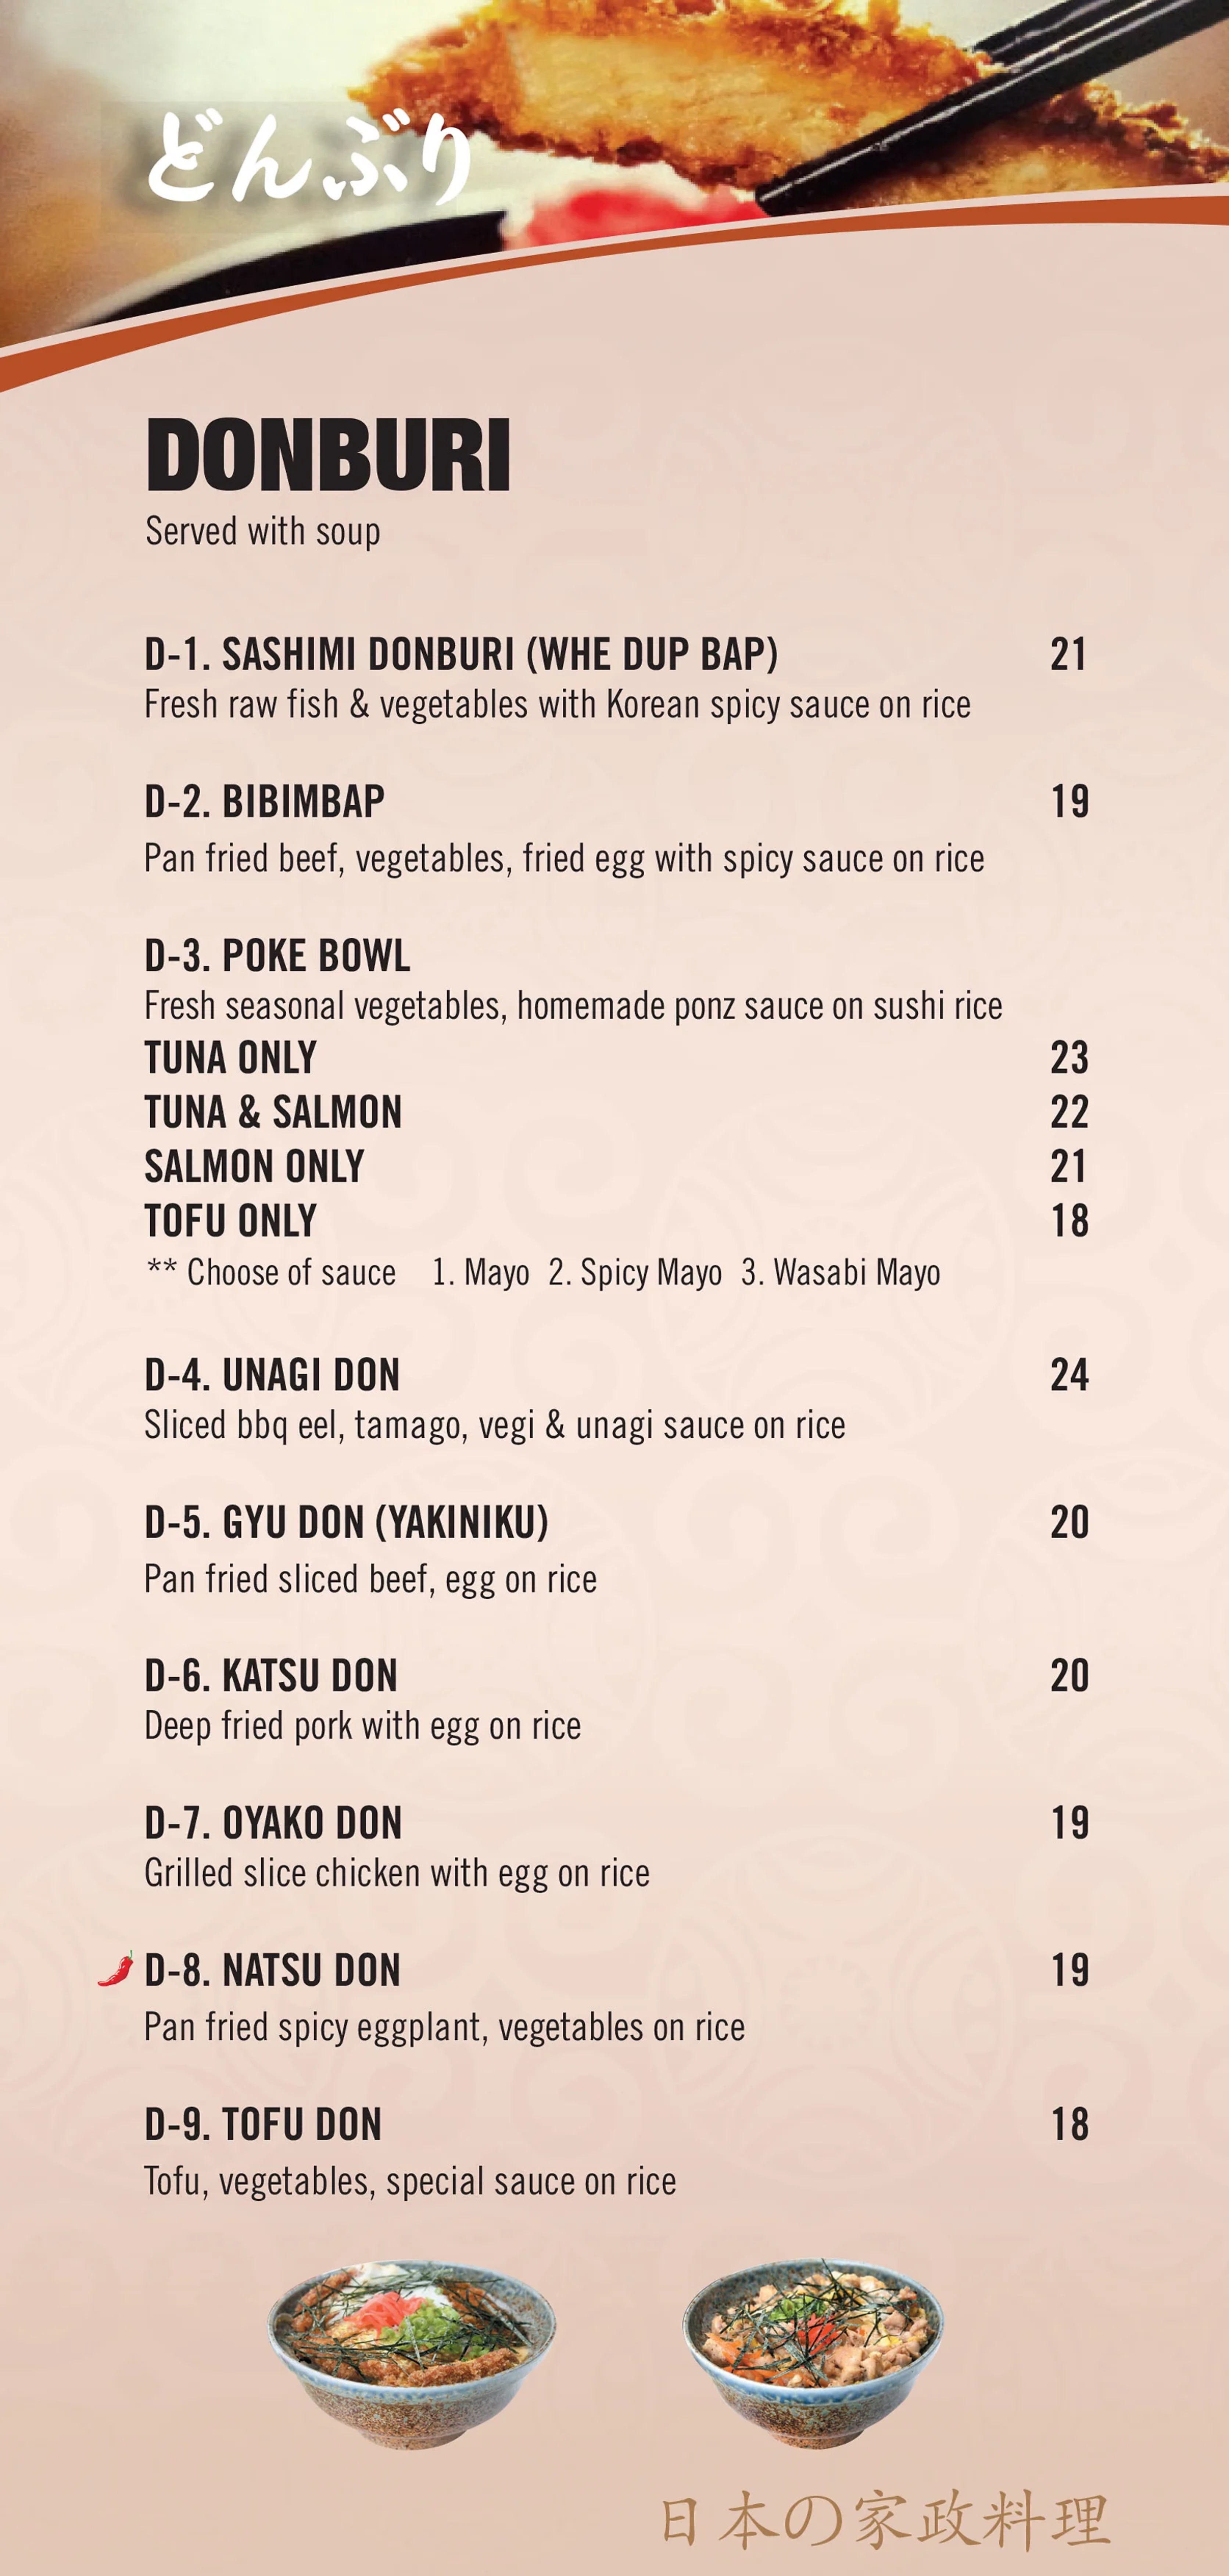 どんぶり
DONBURI
Served with soup
D-1. SASHIMI DONBURI (WHE DUP BAP) 21
Fresh raw fish & vegetables with Korean spicy sauce on rice
D-2. BIBIMBAP 19
Pan fried beef, vegetables, fried egg with spicy sauce on rice
D-3. POKE BOWL
Fresh seasonal vegetables, homemade ponz sauce on sushi rice
TUNA ONLY 23
TUNA & SALMON 22
SALMON ONLY 21
TOFU ONLY 18
** Choose of sauce 1. Mayo 2. Spicy Mayo 3. Wasabi Mayo
D-4. UNAGI DON 24
Sliced bbq eel, tamago, vegi & unagi sauce on rice
D-5. GYU DON (YAKINIKU) 20
Pan fried sliced beef, egg on rice
D-6. KATSU DON 20
Deep fried pork with egg on rice
D-7. OYAKO DON 19
Grilled slice chicken with egg on rice
D-8. NATSU DON 19
Pan fried spicy eggplant, vegetables on rice
D-9. TOFU DON 18
Tofu, vegetables, special sauce on rice
日本の家政料理